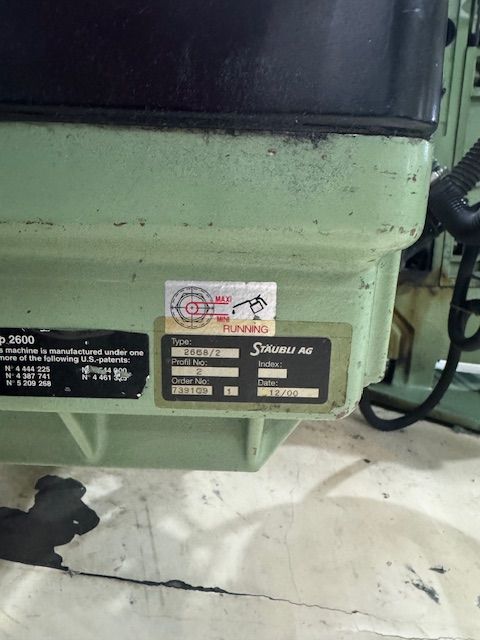 MAXI
MINI
RUNNING
p 2600
s machine is manufactured under one
more of the following U.S.-patents:
N° 4 444 225
N° 4 387 741
N° 4 461
N° 5 209 268
Type:
2668/2
STÄUBLI AG
Profil No:
2
Index:
Order No:
739109 1
Date:
12/00